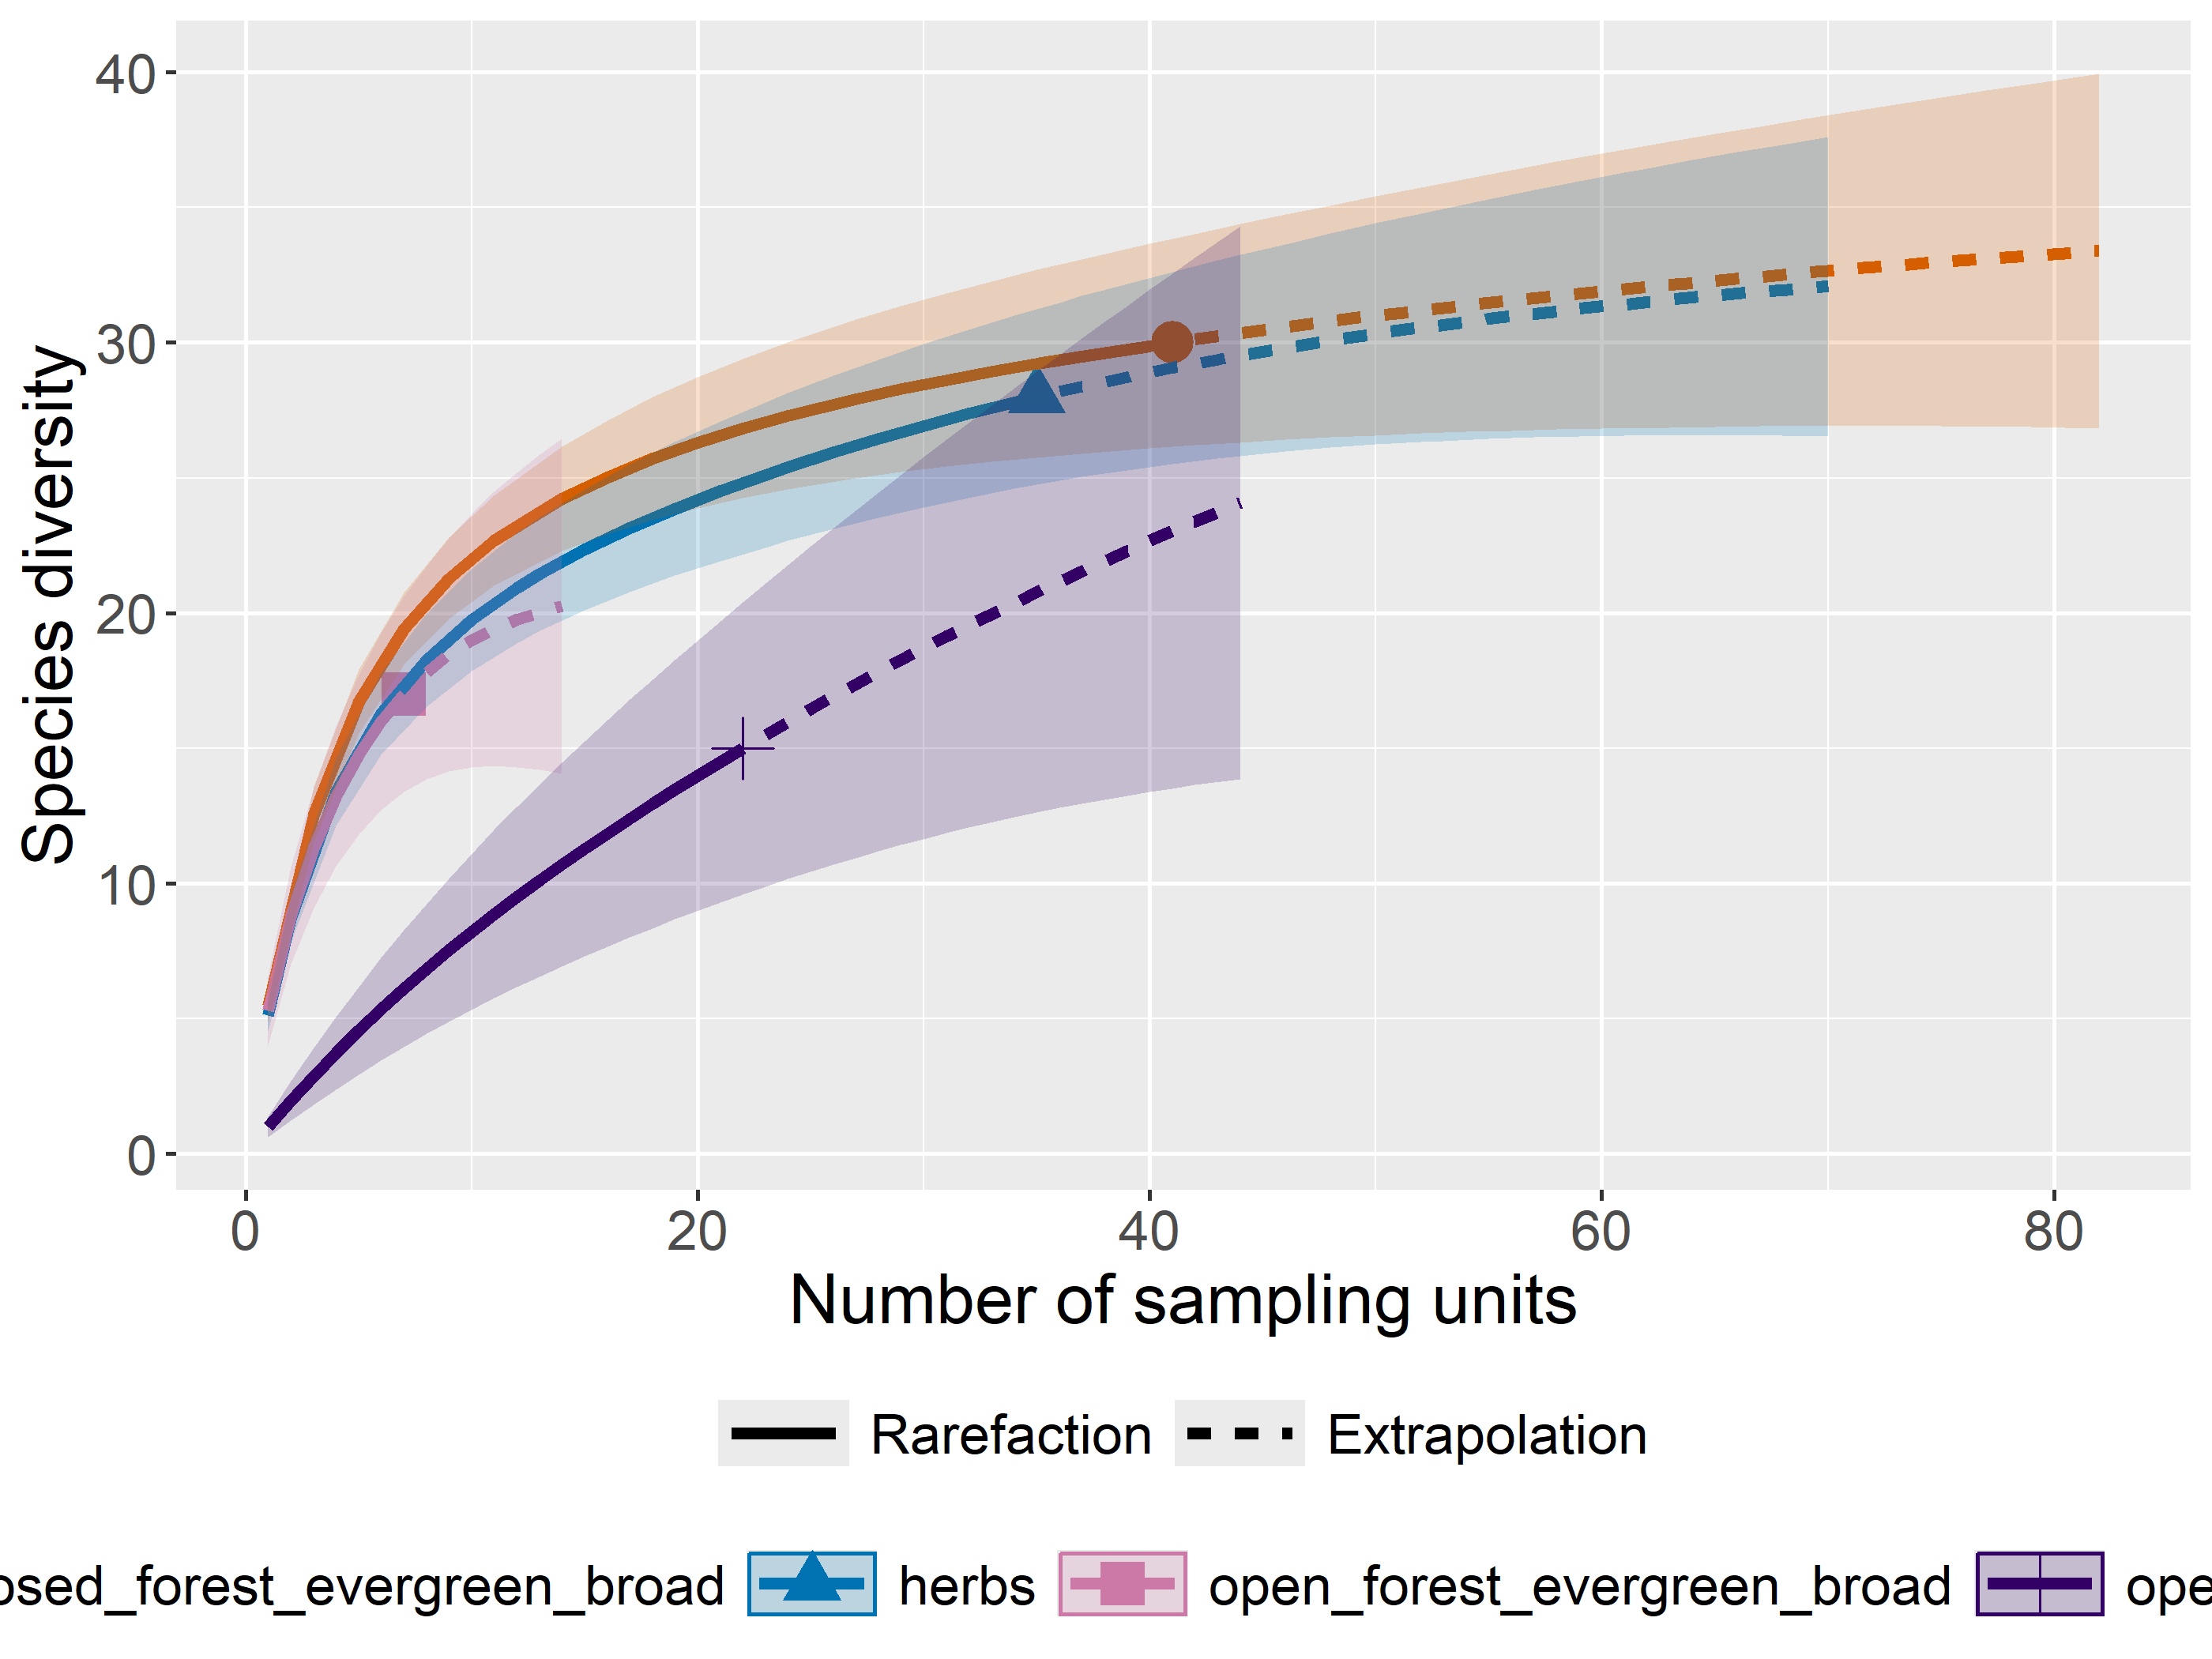 40
30
20
10
0
Species diversity
0 20 40 60 80
Number of sampling units
Rarefaction Extrapolation
osed_forest_evergreen_broad herbs open_forest_evergreen_broad ope